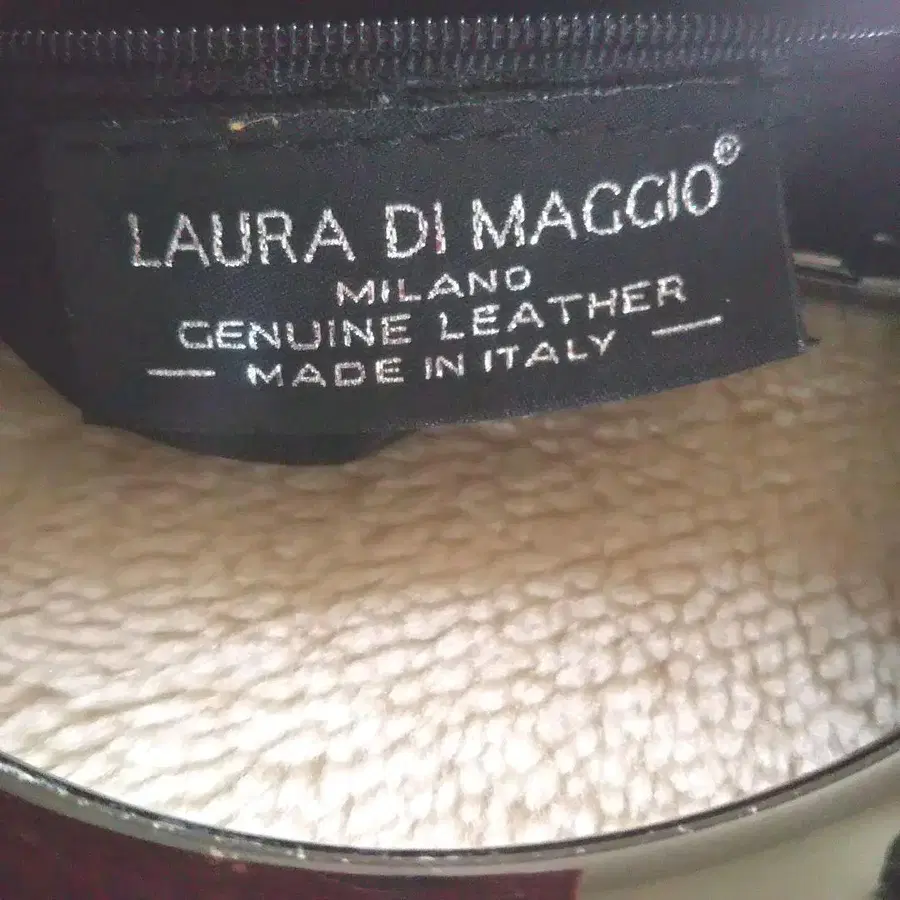 LAURA DI MAGGIO®
MILANO
GENUINE LEATHER
— MADE IN ITALY —